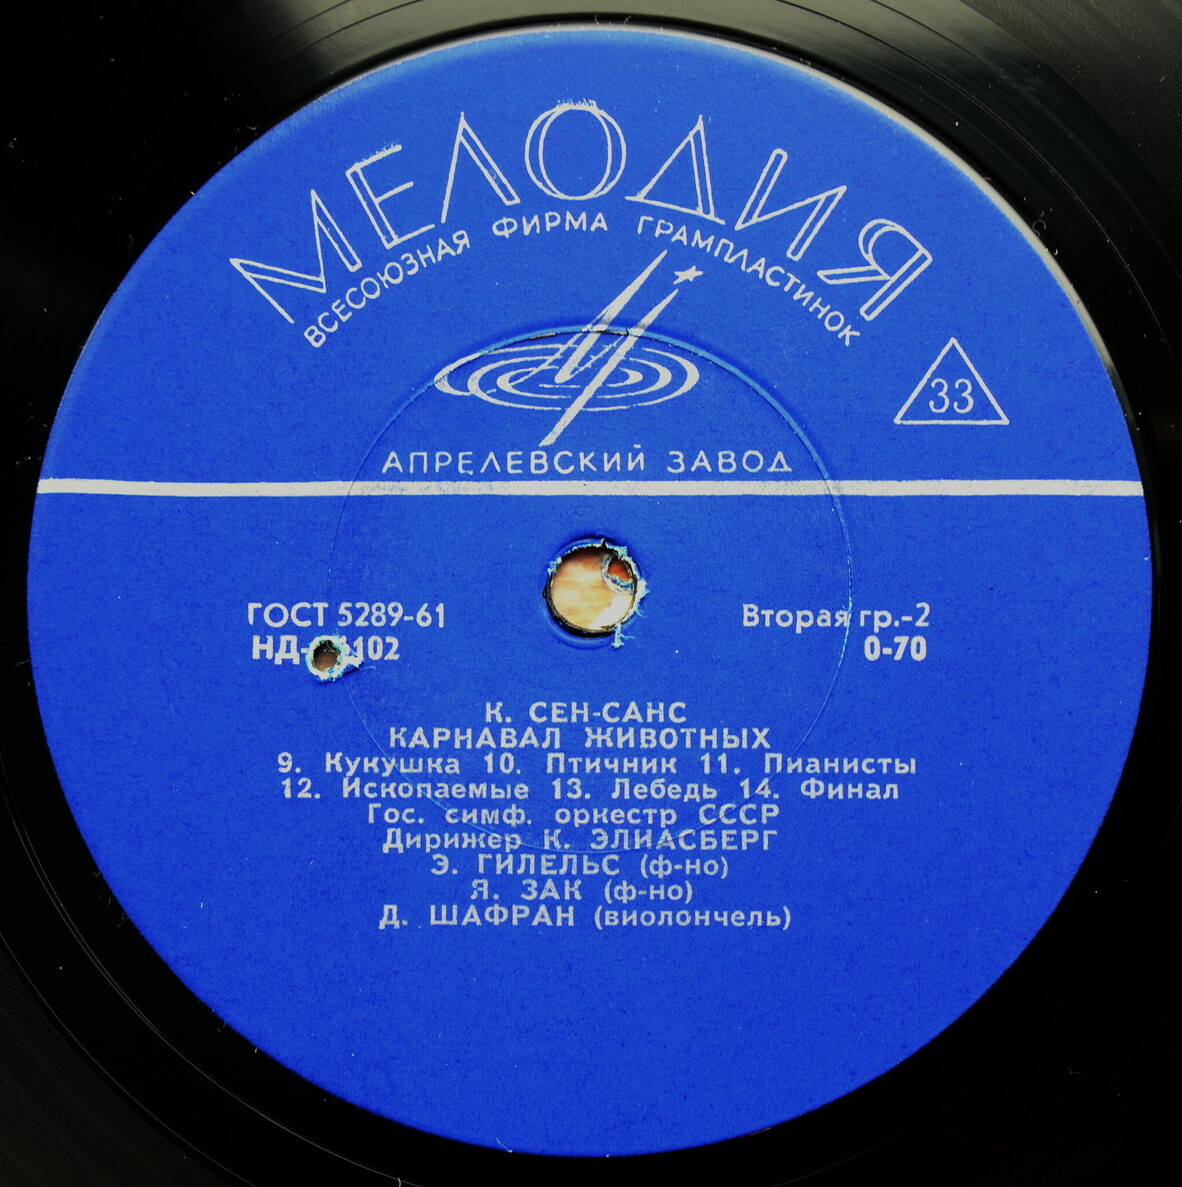 МЕЛОДИЯ
ВСЕСОЮЗНАЯ ФИРМА ГРАМПЛАСТИНОК
33
АПРЕЛЕВСКИЙ ЗАВОД
ГОСТ 5289-61
Вторая гр.-2
НД- 102
0-70
К. СЕН-САНС
КАРНАВАЛ ЖИВОТНЫХ
9. Кукушка 10. Птичник 11. Пианисты
12. Ископаемые 13. Лебедь 14. Финал
Гос. симф. оркестр СССР
Дирижер К. ЭЛИАСБЕРГ
Э. ГИЛЕЛЬС (ф-но)
Я. ЗАК (ф-но)
Д. ШАФРАН (виолончель)